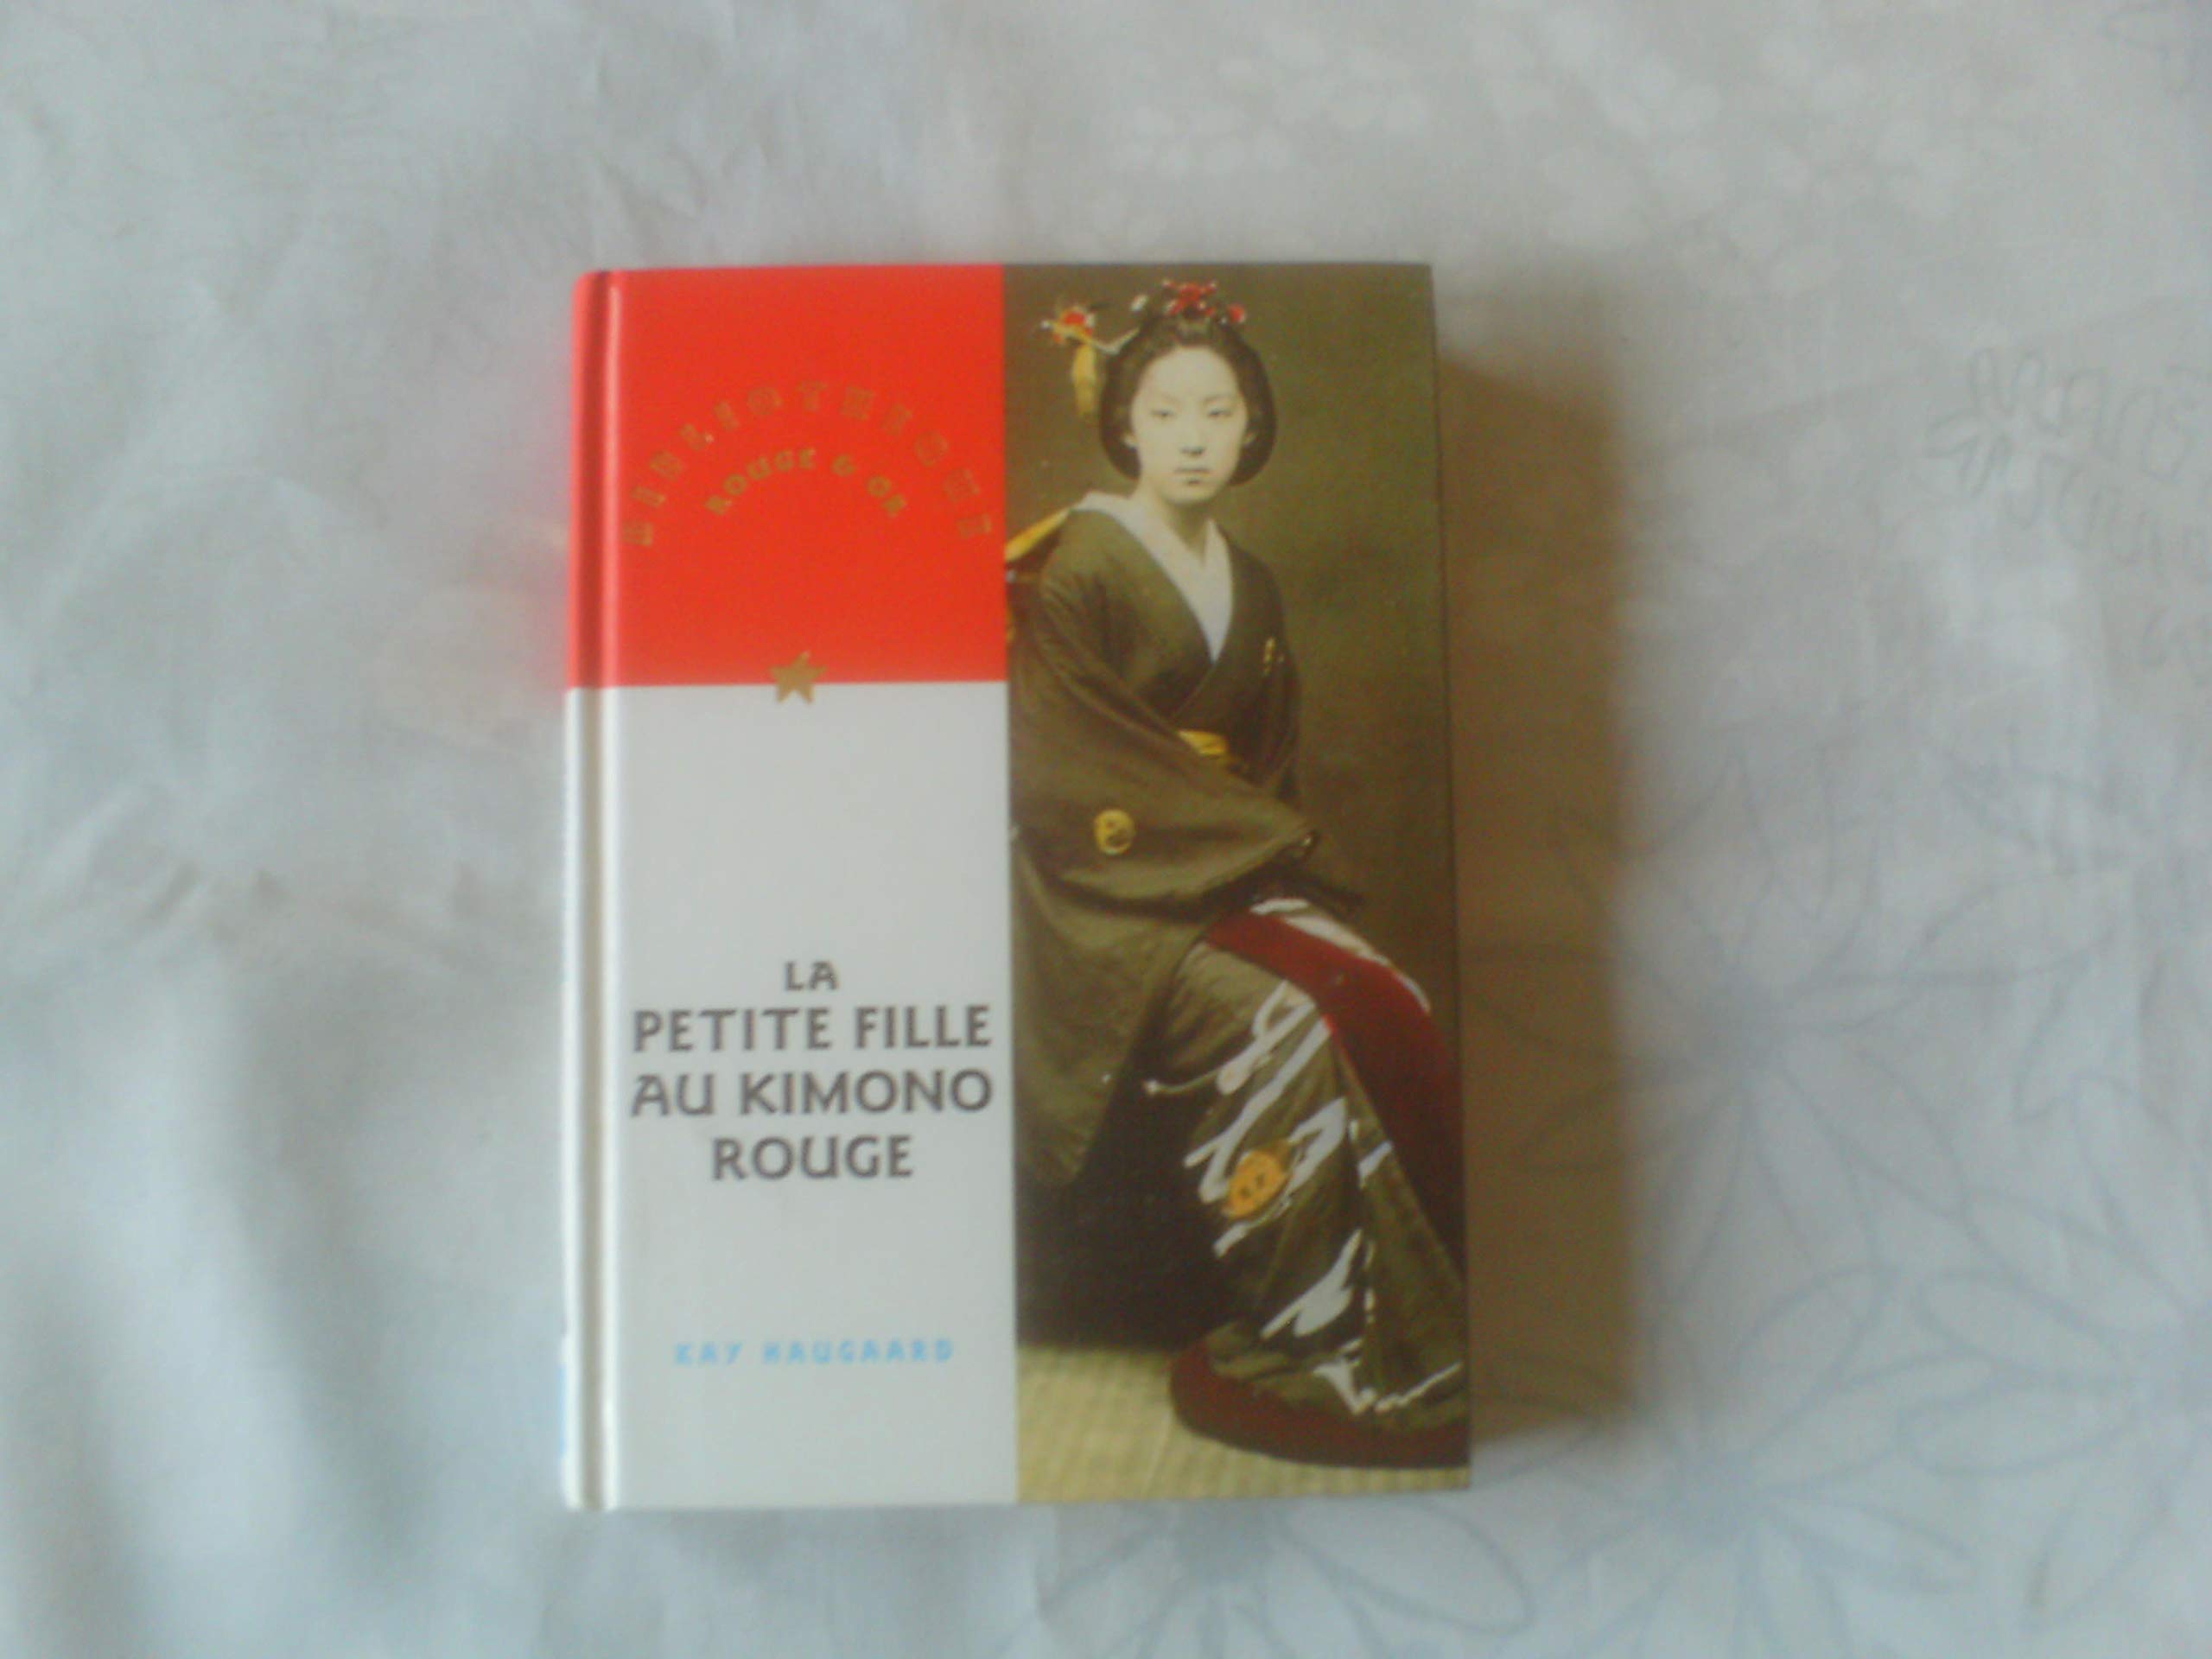 BIBLIOTHEQUE
ROUGE & OR
LA
PETITE FILLE
AU KIMONO
ROUGE
KAY HAUGAARD